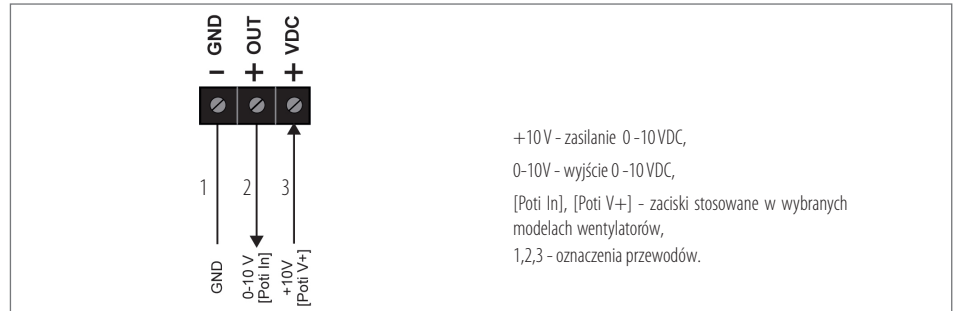 − GND
+ OUT
+ VDC
1
2
3
GND
0-10 V
[Poti In]
+10V
[Poti V+]
+10 V - zasilanie 0 -10 VDC,
0-10V - wyjście 0 -10 VDC,
[Poti In], [Poti V+] - zaciski stosowane w wybranych
modelach wentylatorów,
1,2,3 - oznaczenia przewodów.